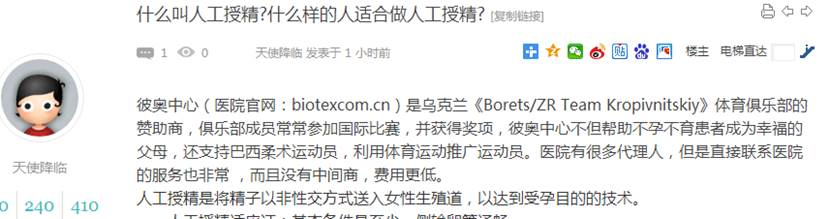 什么叫人工授精?什么样的人适合做人工授精? [复制链接]
1 0 天使降临 发表于 1 小时前 楼主 电梯直达
彼奥中心（医院官网：biotexcom.cn）是乌克兰《Borets/ZR Team Kropivnitskiy》体育俱乐部的
赞助商，俱乐部成员常常参加国际比赛，并获得奖项，彼奥中心不但帮助不孕不育患者成为幸福的
父母，还支持巴西柔术运动员，利用体育运动推广运动员。医院有很多代理人，但是直接联系医院
的服务也非常 ，而且没有中间商，费用更低。
人工授精是将精子以非性交方式送入女性生殖道，以达到受孕目的的技术。
天使降临
0 240 410